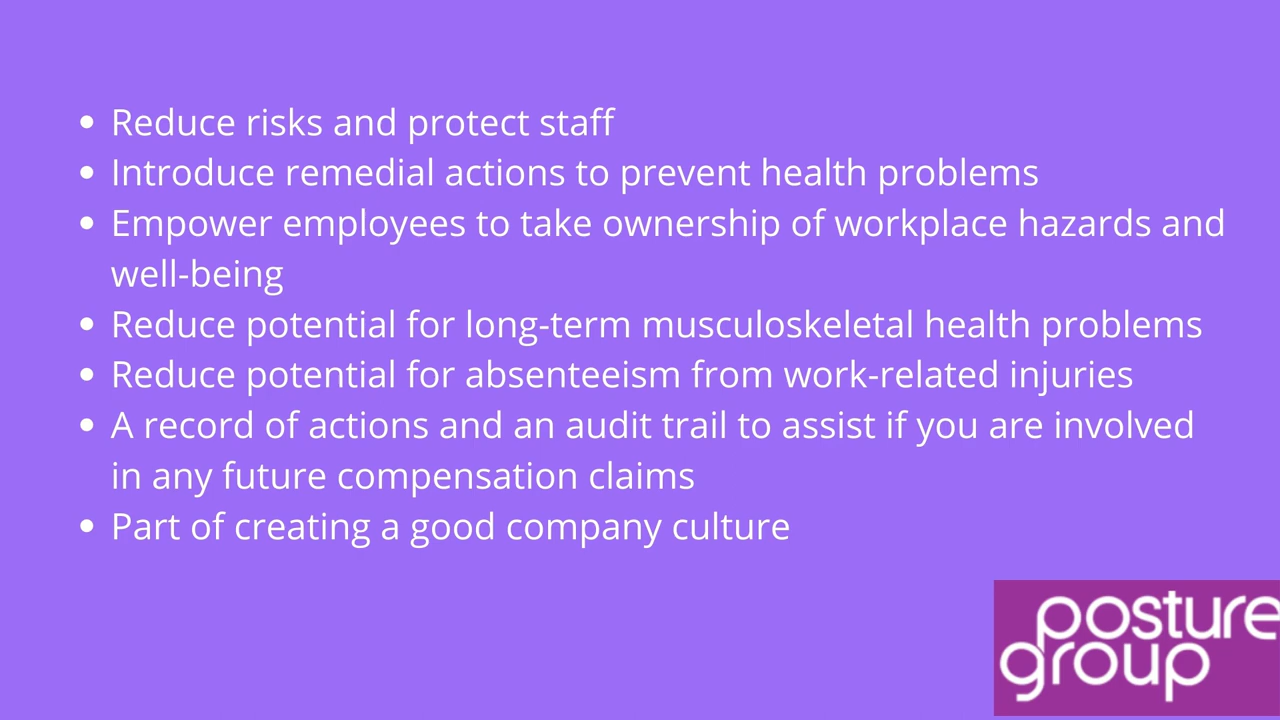 • Reduce risks and protect staff
• Introduce remedial actions to prevent health problems
• Empower employees to take ownership of workplace hazards and
well-being
• Reduce potential for long-term musculoskeletal health problems
• Reduce potential for absenteeism from work-related injuries
• A record of actions and an audit trail to assist if you are involved
in any future compensation claims
• Part of creating a good company culture
posture
group